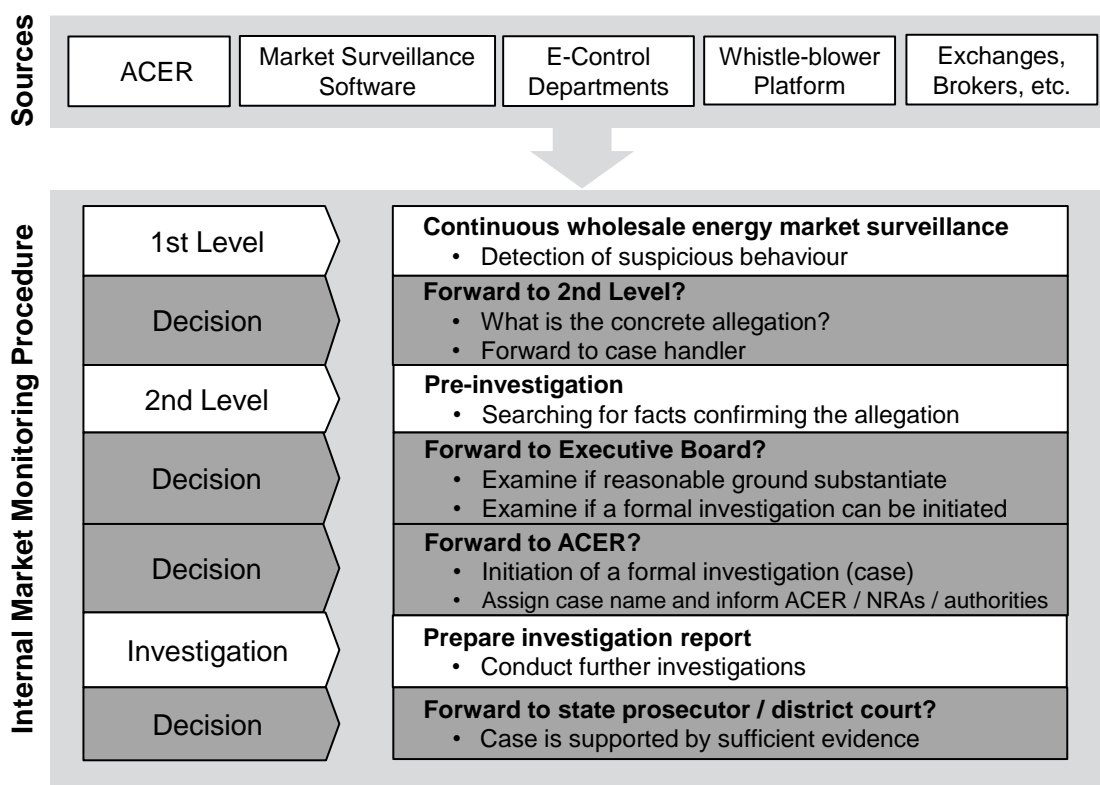 Sources
ACER
Market Surveillance
Software
E-Control
Departments
Whistle-blower
Platform
Exchanges,
Brokers, etc.
Internal Market Monitoring Procedure
1st Level
Continuous wholesale energy market surveillance
• Detection of suspicious behaviour
Decision
Forward to 2nd Level?
• What is the concrete allegation?
• Forward to case handler
2nd Level
Pre-investigation
• Searching for facts confirming the allegation
Decision
Forward to Executive Board?
• Examine if reasonable ground substantiate
• Examine if a formal investigation can be initiated
Decision
Forward to ACER?
• Initiation of a formal investigation (case)
• Assign case name and inform ACER / NRAs / authorities
Investigation
Prepare investigation report
• Conduct further investigations
Decision
Forward to state prosecutor / district court?
• Case is supported by sufficient evidence